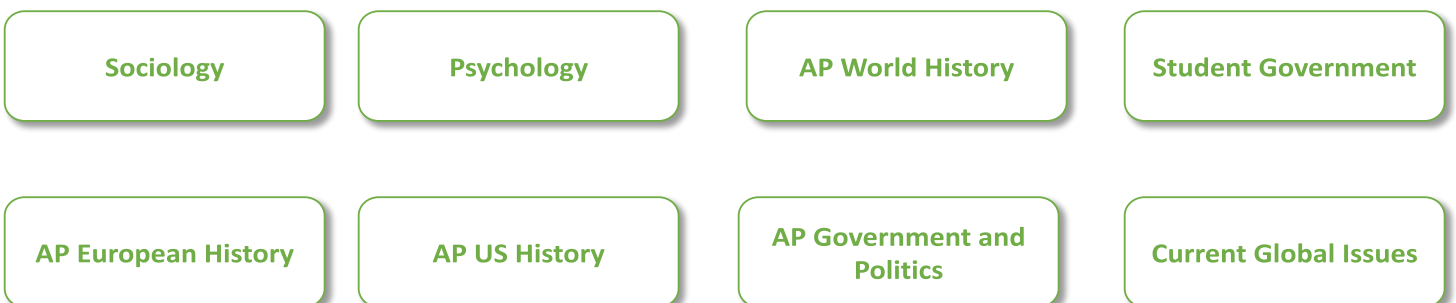 Sociology
Psychology
AP World History
Student Government
AP European History
AP US History
AP Government and
Politics
Current Global Issues